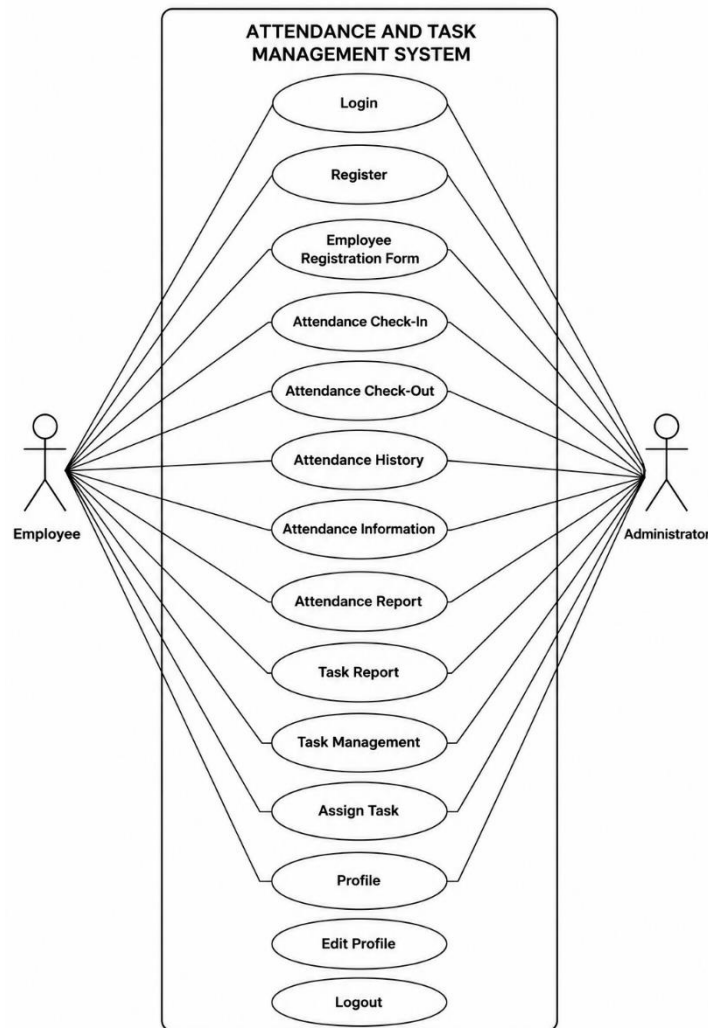 ATTENDANCE AND TASK
MANAGEMENT SYSTEM
Login
Register
Employee
Registration Form
Attendance Check-In
Attendance Check-Out
Attendance History
Employee
Attendance Information
Administrator
Attendance Report
Task Report
Task Management
Assign Task
Profile
Edit Profile
Logout